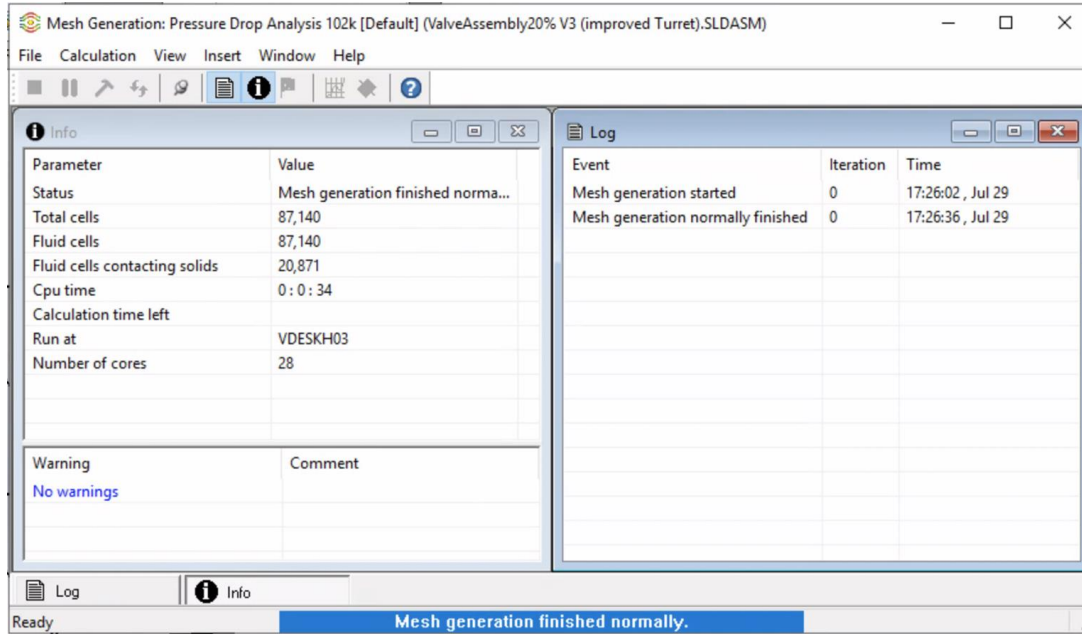 Mesh Generation: Pressure Drop Analysis 102k [Default] (ValveAssembly20% V3 (improved Turret).SLDASM)
File Calculation View Insert Window Help
Info
Parameter Value
Status Mesh generation finished norma...
Total cells 87,140
Fluid cells 87,140
Fluid cells contacting solids 20,871
Cpu time 0 : 0 : 34
Calculation time left
Run at VDESKH03
Number of cores 28
Warning Comment
No warnings
Log
Event Iteration Time
Mesh generation started 0 17:26:02 , Jul 29
Mesh generation normally finished 0 17:26:36 , Jul 29
Log Info
Ready Mesh generation finished normally.